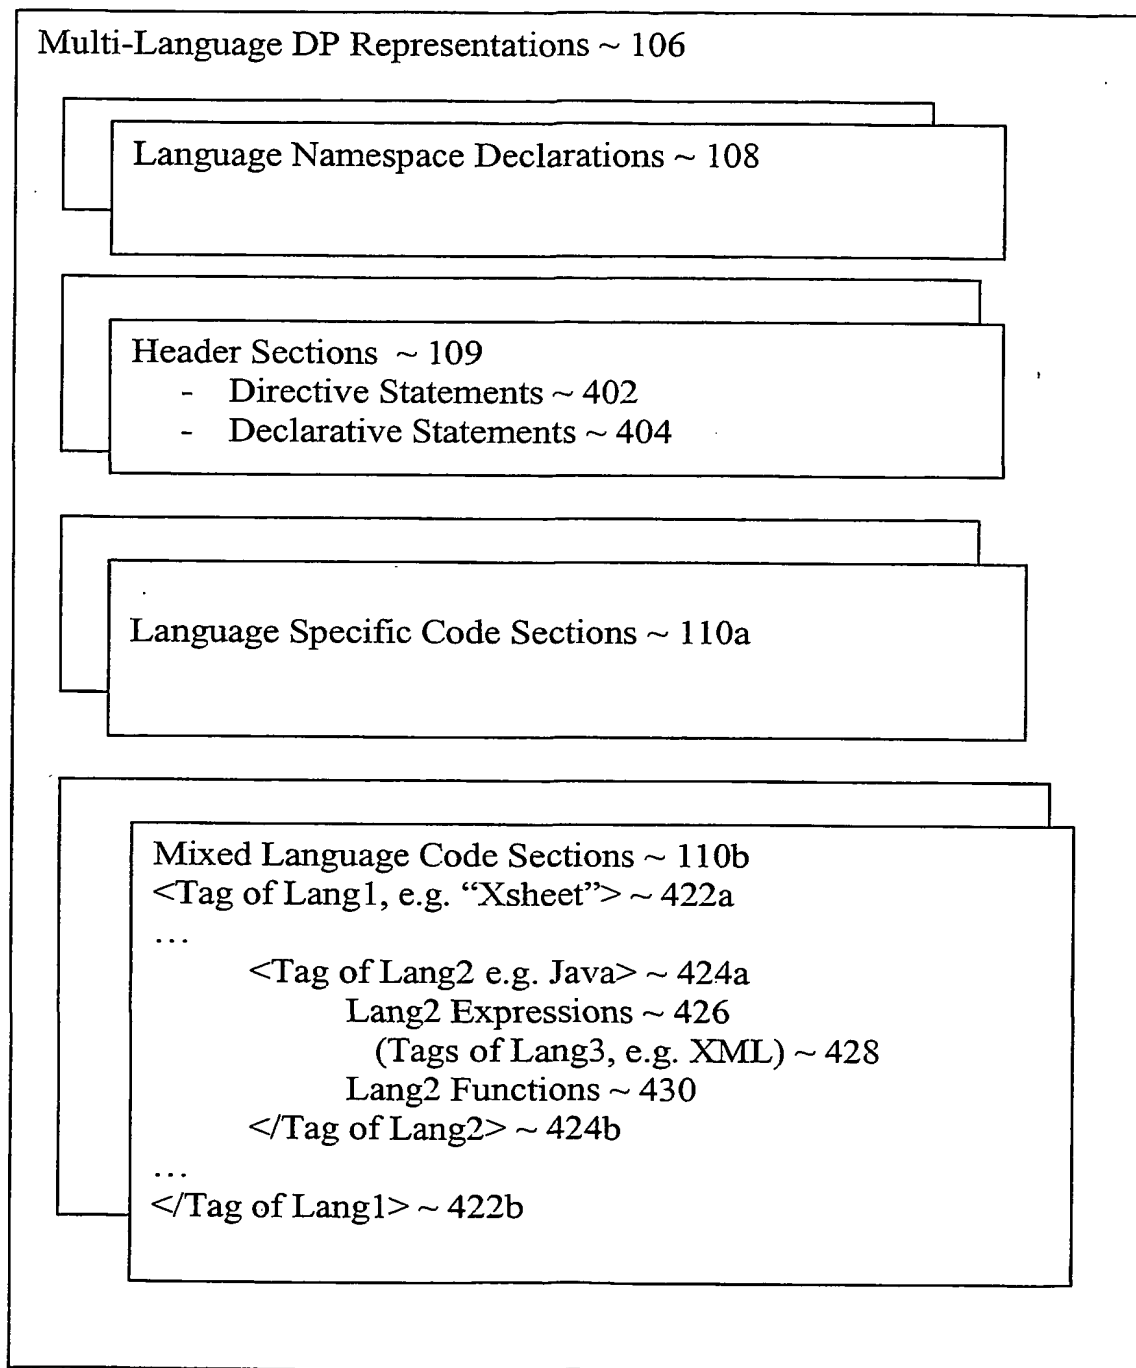 Multi-Language DP Representations ~ 106
Language Namespace Declarations ~ 108
Header Sections ~ 109
- Directive Statements ~ 402
- Declarative Statements ~ 404
Language Specific Code Sections ~ 110a
Mixed Language Code Sections ~ 110b
<Tag of Lang1, e.g. “Xsheet”> ~ 422a
...
<Tag of Lang2 e.g. Java> ~ 424a
Lang2 Expressions ~ 426
(Tags of Lang3, e.g. XML) ~ 428
Lang2 Functions ~ 430
</Tag of Lang2> ~ 424b
...
</Tag of Lang1> ~ 422b